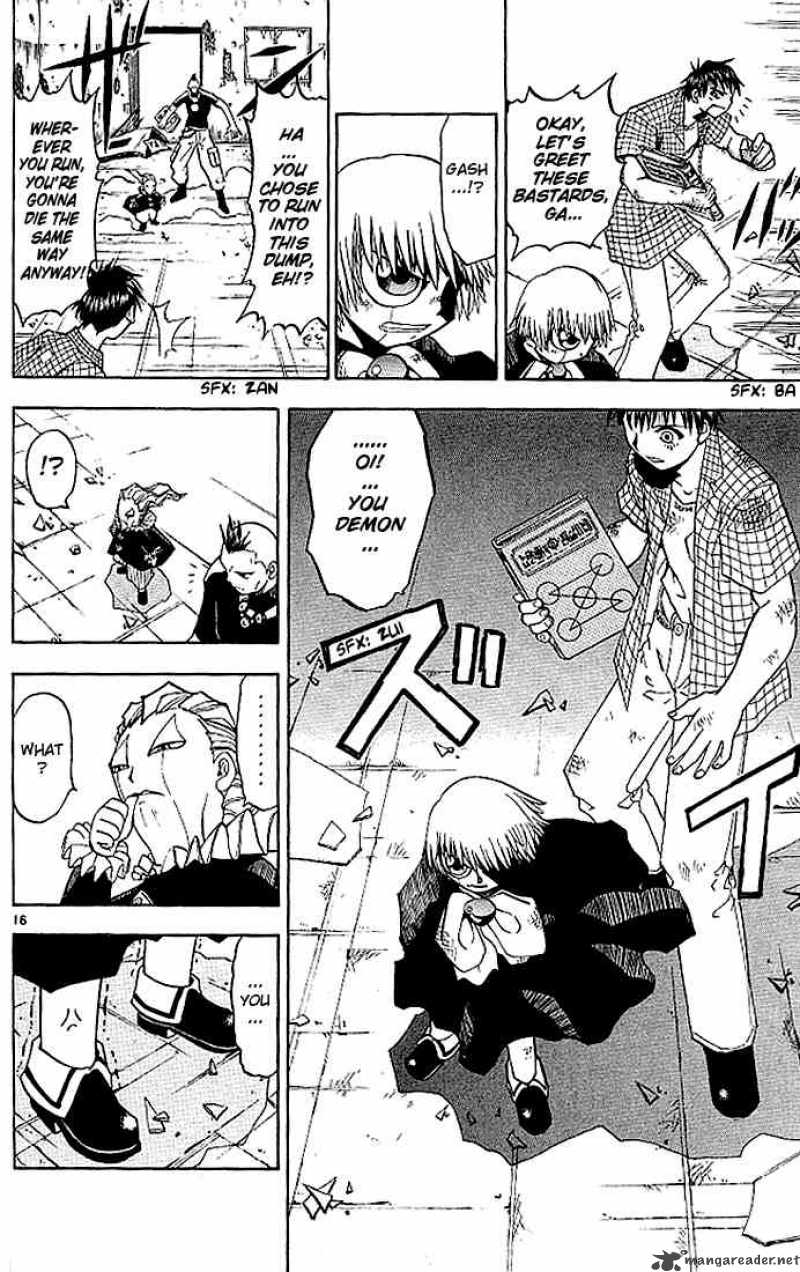 OKAY,
LET'S
GREET
THESE
BASTARDS,
GA...
SFX: BA
GASH
...!?
HA
...
YOU
CHOSE
TO RUN
INTO
THIS
DUMP,
EH!?
WHER-
EVER
YOU RUN,
YOU'RE
GONNA
DIE THE
SAME
WAY
ANYWAY!
SFX: ZAN
......
OI!
...
YOU
DEMON
...
SFX: ZUI
ズイ
!?
......
WHAT
?
16
...
YOU
...
mangareader.net